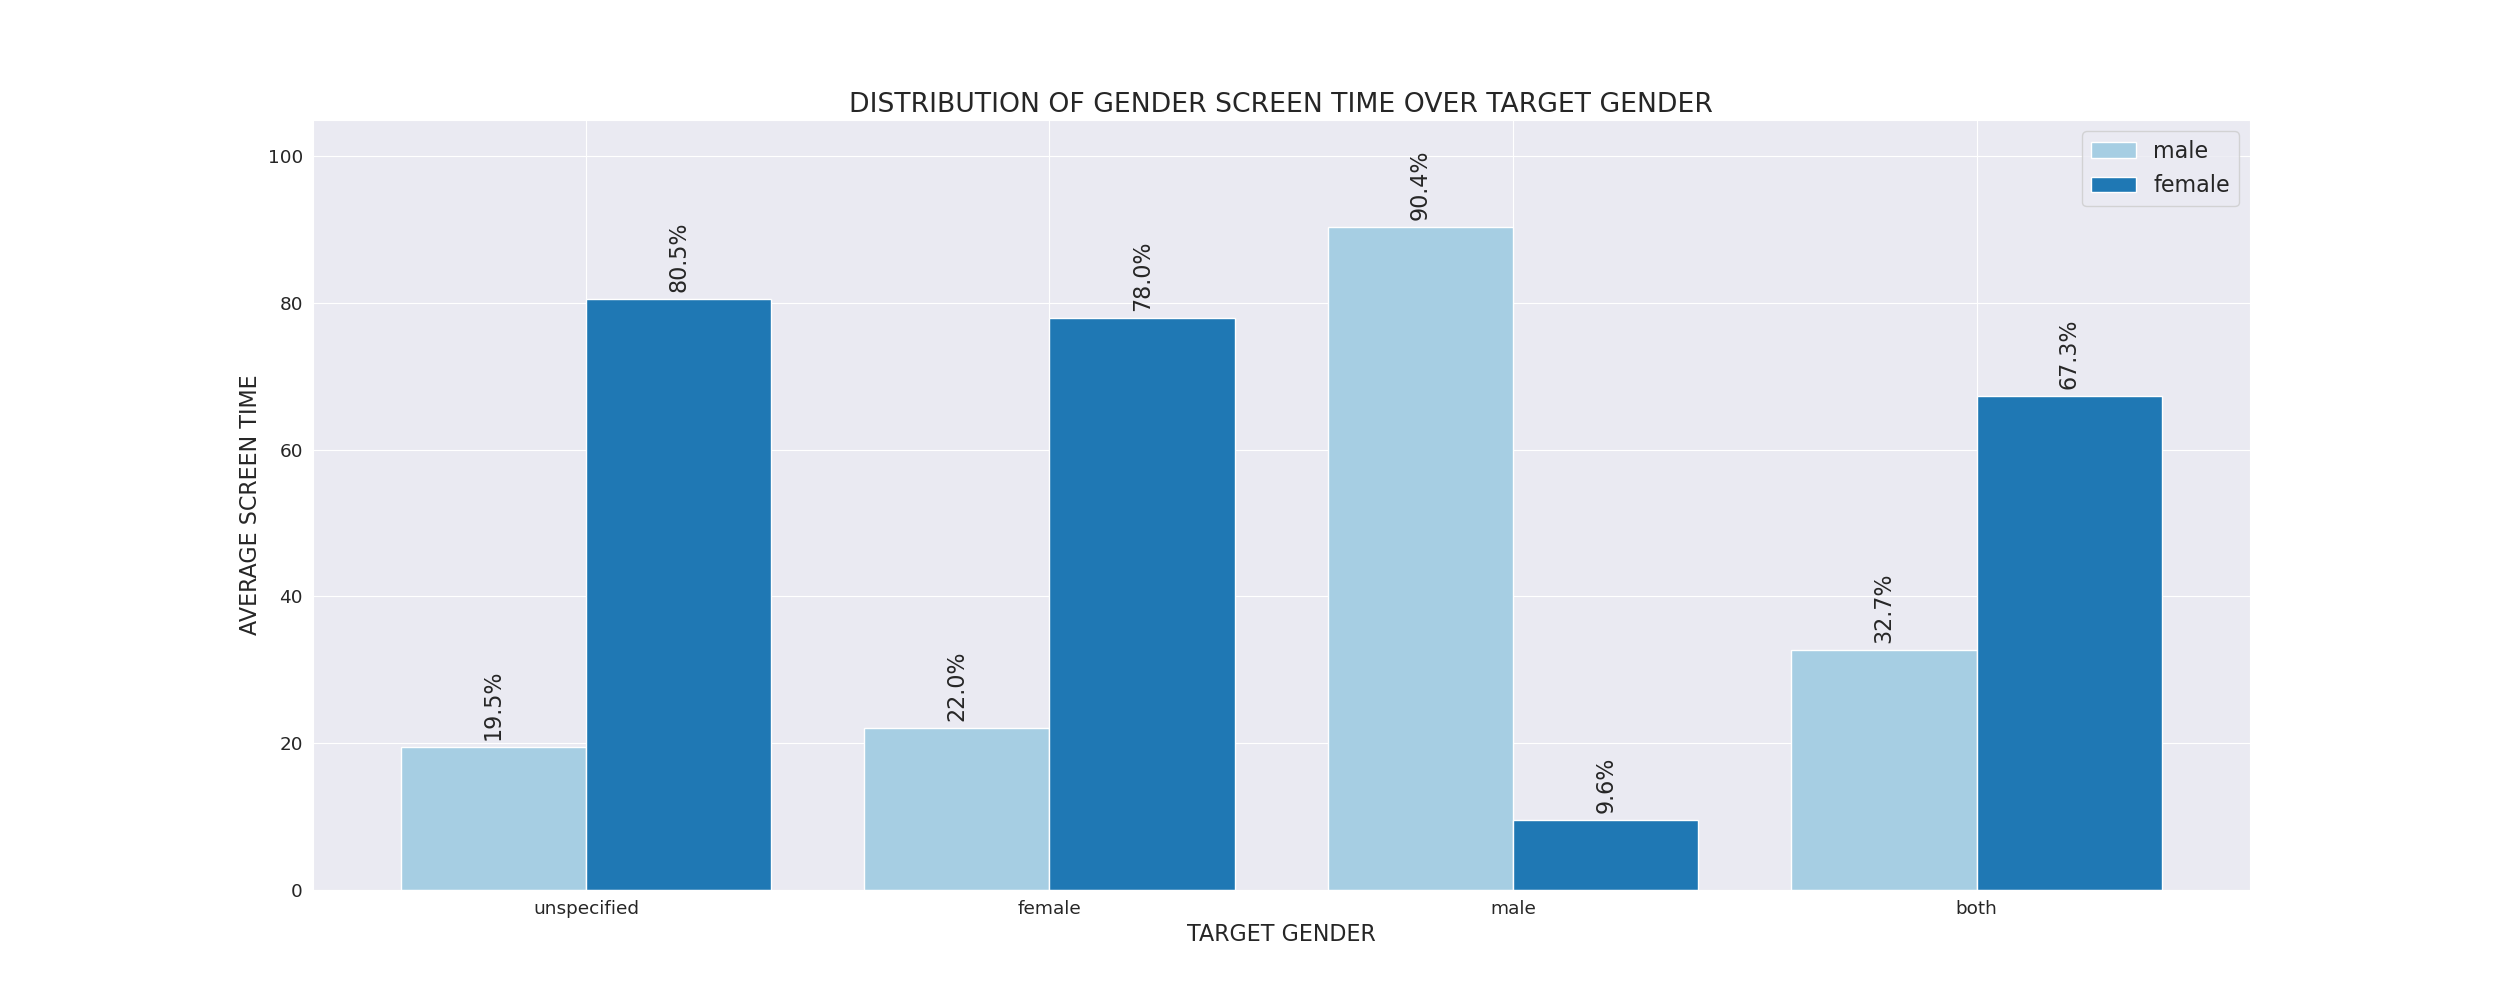 DISTRIBUTION OF GENDER SCREEN TIME OVER TARGET GENDER
male
female
AVERAGE SCREEN TIME
100
80
60
40
20
0
19.5%
80.5%
22.0%
78.0%
90.4%
9.6%
32.7%
67.3%
unspecified
female
male
both
TARGET GENDER